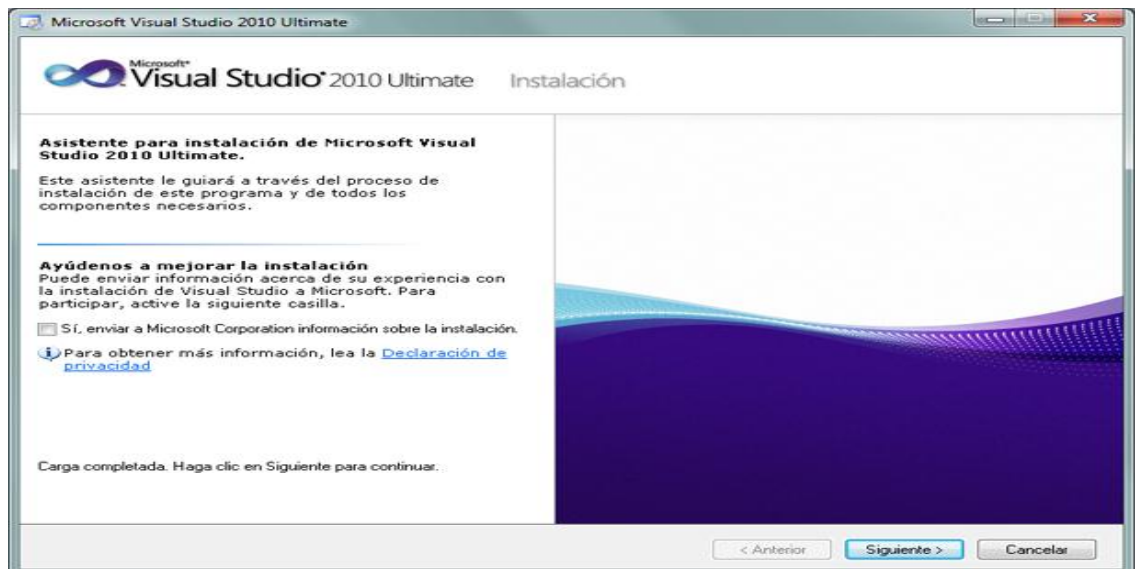 Microsoft Visual Studio 2010 Ultimate
Microsoft®
Visual Studio® 2010 Ultimate Instalación
Asistente para instalación de Microsoft Visual
Studio 2010 Ultimate.
Este asistente le guiará a través del proceso de
instalación de este programa y de todos los
componentes necesarios.
Ayúdenos a mejorar la instalación
Puede enviar información acerca de su experiencia con
la instalación de Visual Studio a Microsoft. Para
participar, active la siguiente casilla.
Sí, enviar a Microsoft Corporation información sobre la instalación.
Para obtener más información, lea la Declaración de
privacidad
Carga completada. Haga clic en Siguiente para continuar.
< Anterior Siguiente > Cancelar